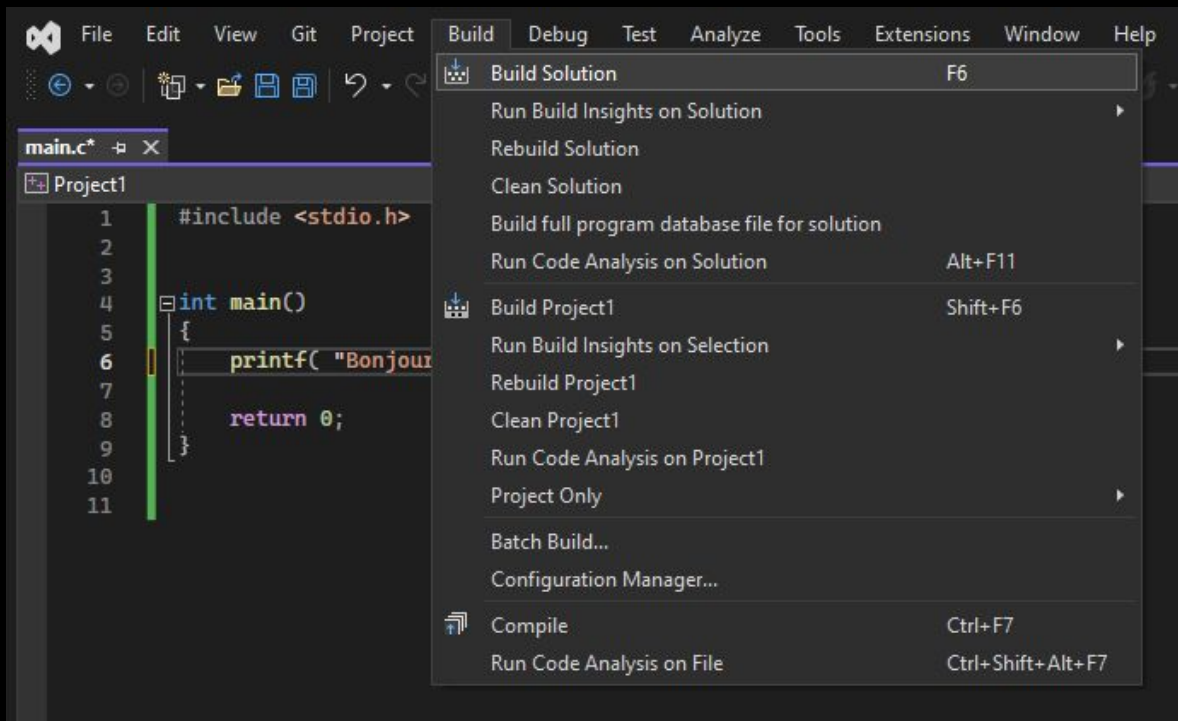 File Edit View Git Project Build Debug Test Analyze Tools Extensions Window Help
main.c*
Project1
1 #include <stdio.h>
2
3
4 int main()
5 {
6 printf( "Bonjour
7
8 return 0;
9 }
10
11
Build Solution F6
Run Build Insights on Solution
Rebuild Solution
Clean Solution
Build full program database file for solution
Run Code Analysis on Solution Alt+F11
Build Project1 Shift+F6
Run Build Insights on Selection
Rebuild Project1
Clean Project1
Run Code Analysis on Project1
Project Only
Batch Build...
Configuration Manager...
Compile Ctrl+F7
Run Code Analysis on File Ctrl+Shift+Alt+F7